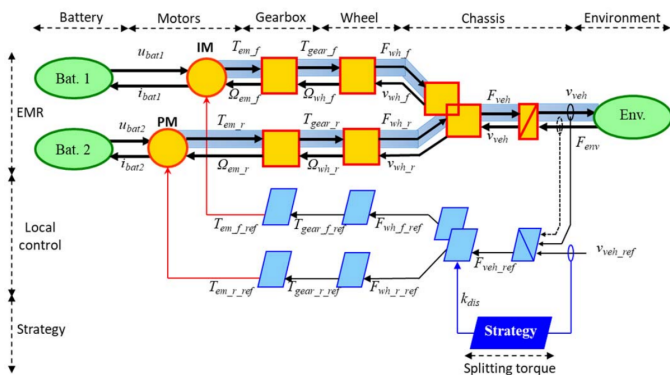 Battery Motors Gearbox Wheel Chassis Environment
EMR
Local
control
Strategy
Bat. 1
u_bat1
i_bat1
IM
T_em_f T_gear_f F_wh_f
Ω_em_f Ω_wh_f v_wh_f
F_veh v_veh
v_veh F_env
Env.
Bat. 2
u_bat2
i_bat2
PM
T_em_r T_gear_r F_wh_r
Ω_em_r Ω_wh_r v_wh_r
T_em_f_ref T_gear_f_ref F_wh_f_ref
F_veh_ref v_veh_ref
T_em_r_ref T_gear_r_ref F_wh_r_ref
k_dis
Strategy
Splitting torque